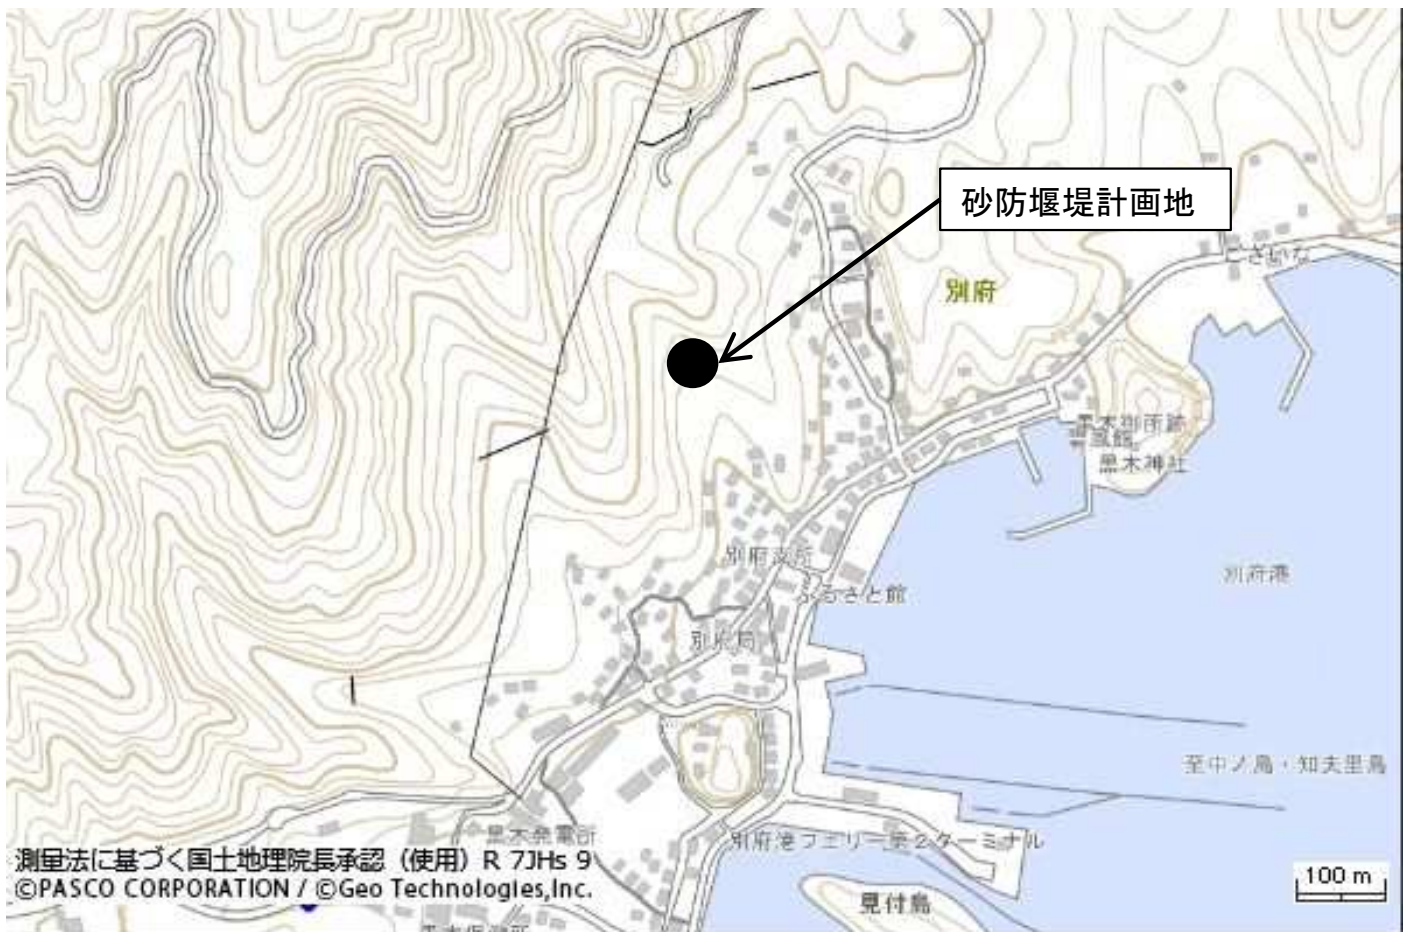 砂防堰堤計画地
別府
黒木御所跡
黒木神社
別府港
ふるさと館
別府局
至中ノ島・知夫里島
黒木発電所
別府港フェリー第2ターミナル
測量法に基づく国土地理院長承認（使用）R 7JHs 9
©PASCO CORPORATION / ©Geo Technologies,Inc.
100 m
見付島